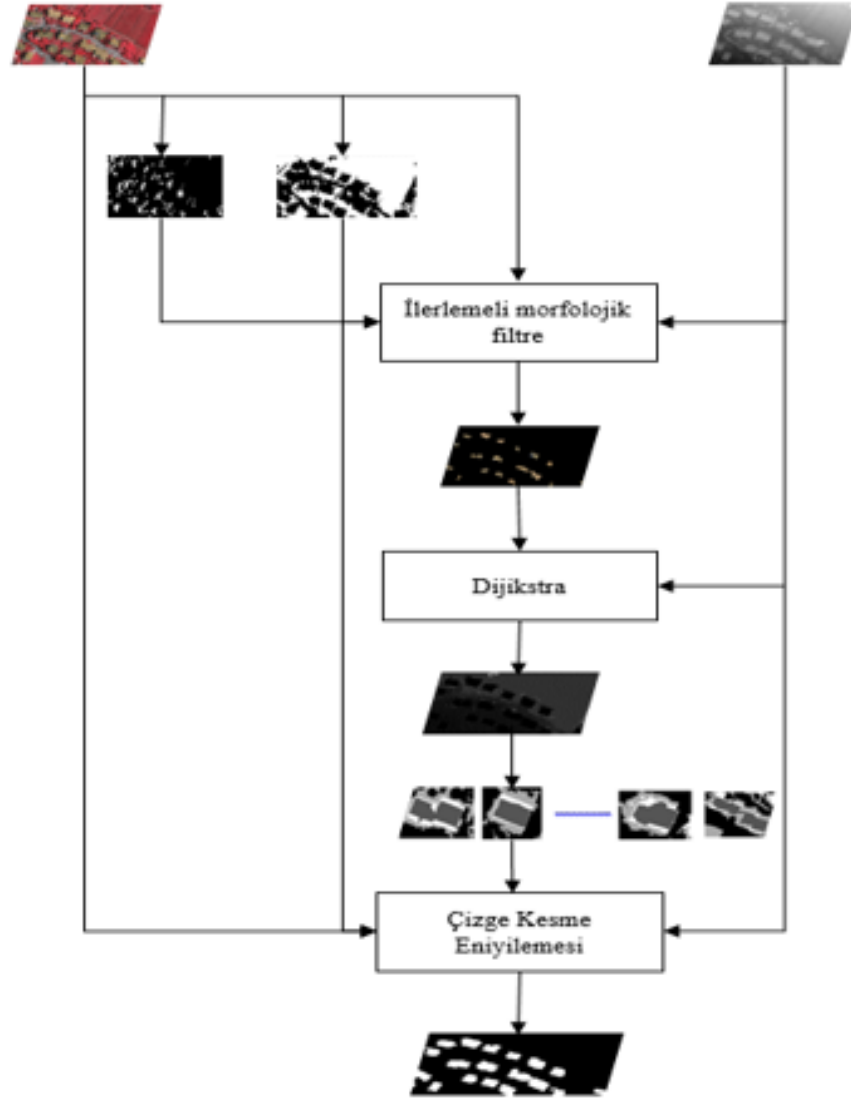 İlerlemeli morfolojik
filtre
Dijikstra
Çizge Kesme
Eniyilemesi